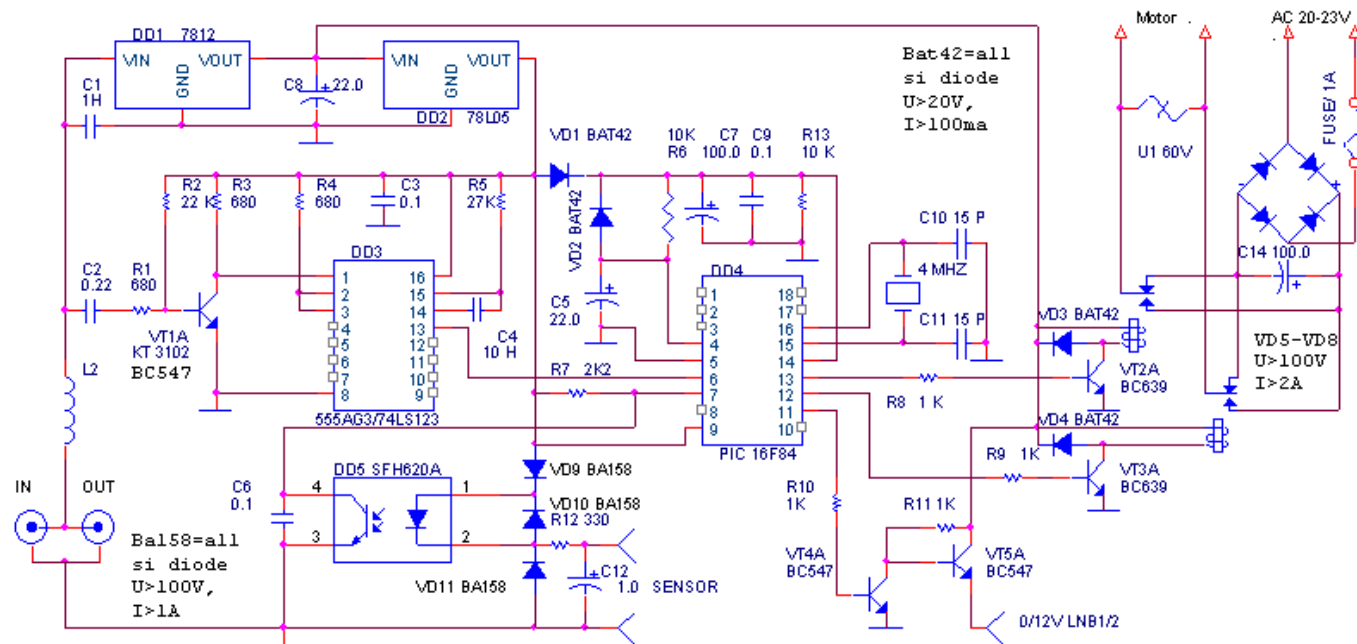 Motor .
AC 20-23V
DD1 7812
VIN VOUT
GND
C8 22.0
VIN VOUT
GND
DD2 78L05
C1
1H
Bat42=all
si diode
U>20V,
I>100ma
FUSE/ 1A
U1 60V
VD1 BAT42
10K
R6
C7
100.0
C9
0.1
R13
10 K
R2
22 K
R3
680
R4
680
C3
0.1
R5
27K
VD2 BAT42
C10 15 P
4 MHZ
C11 15 P
C14 100.0
- +
DD3
1 16
2 15
3 14
4 13
5 12
6 11
7 10
8 9
555AG3/74LS123
C2
0.22
R1
680
VT1A
KT 3102
BC547
C4
10 H
C5
22.0
DD4
1 18
2 17
3 16
4 15
5 14
6 13
7 12
8 11
9 10
PIC 16F84
VD3 BAT42
VT2A
BC639
VD5-VD8
U>100V
I>2A
L2
R7 2K2
R8 1 K
VD4 BAT42
R9 1K
VT3A
BC639
DD5 SFH620A
4 1
3 2
VD9 BA158
VD10 BA158
R12 330
C6
0.1
R10
1K
R11 1K
IN OUT
Ba158=all
si diode
U>100V,
I>1A
VD11 BA158
C12
1.0 SENSOR
VT4A
BC547
VT5A
BC547
0/12V LNB1/2